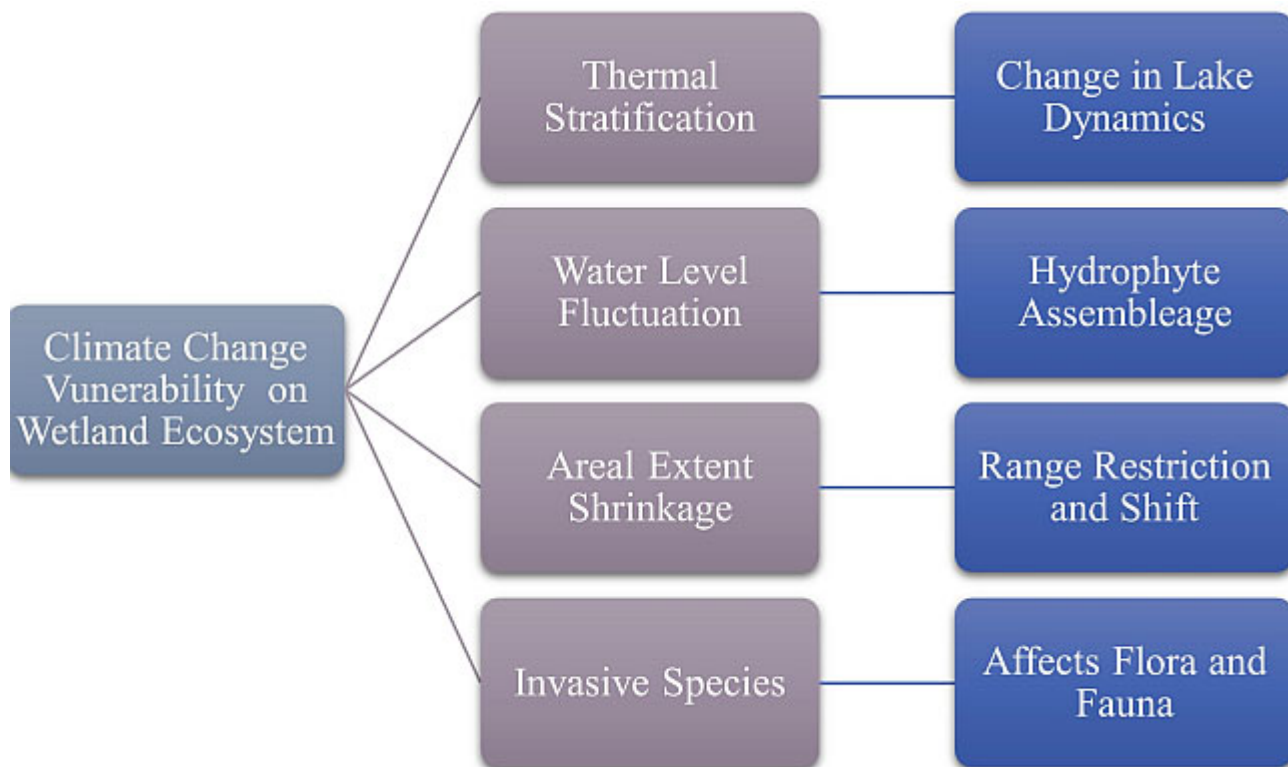 Thermal
Stratification
Change in Lake
Dynamics
Water Level
Fluctuation
Hydrophyte
Assembleage
Climate Change
Vunerability on
Wetland Ecosystem
Areal Extent
Shrinkage
Range Restriction
and Shift
Invasive Species
Affects Flora and
Fauna